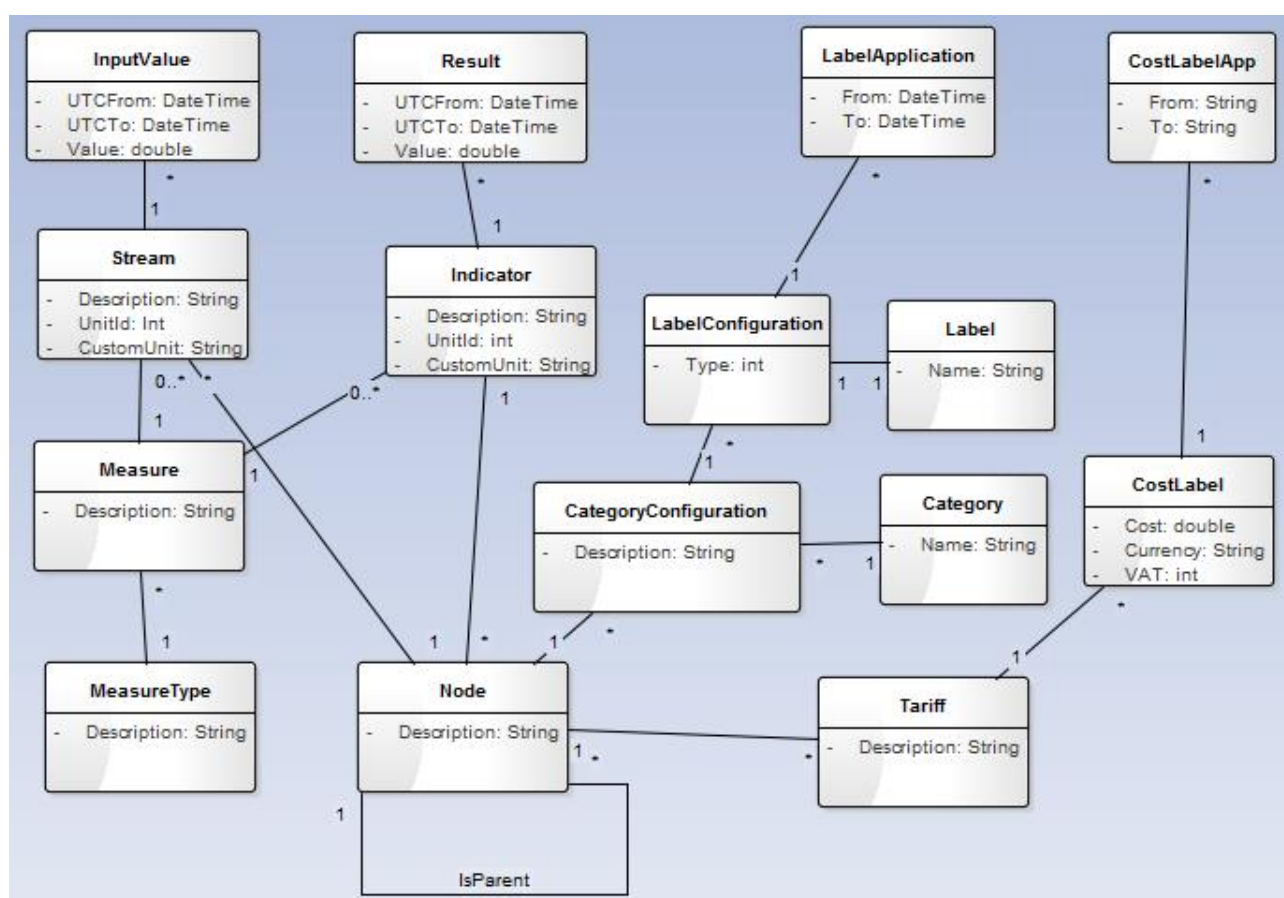 InputValue
- UTCFrom: DateTime
- UTCTo: DateTime
- Value: double
Result
- UTCFrom: DateTime
- UTCTo: DateTime
- Value: double
LabelApplication
- From: DateTime
- To: DateTime
CostLabelApp
- From: String
- To: String
*
1
*
1
*
1
*
1
Stream
- Description: String
- UnitId: Int
- CustomUnit: String
Indicator
- Description: String
- UnitId: int
- CustomUnit: String
LabelConfiguration
- Type: int
Label
- Name: String
1
1
0..*
*
0..*
1
1
1
*
1
Measure
- Description: String
CategoryConfiguration
- Description: String
Category
- Name: String
CostLabel
- Cost: double
- Currency: String
- VAT: int
*
1
*
1
1
*
1
*
*
1
MeasureType
- Description: String
Node
- Description: String
Tariff
- Description: String
1
*
*
1
IsParent